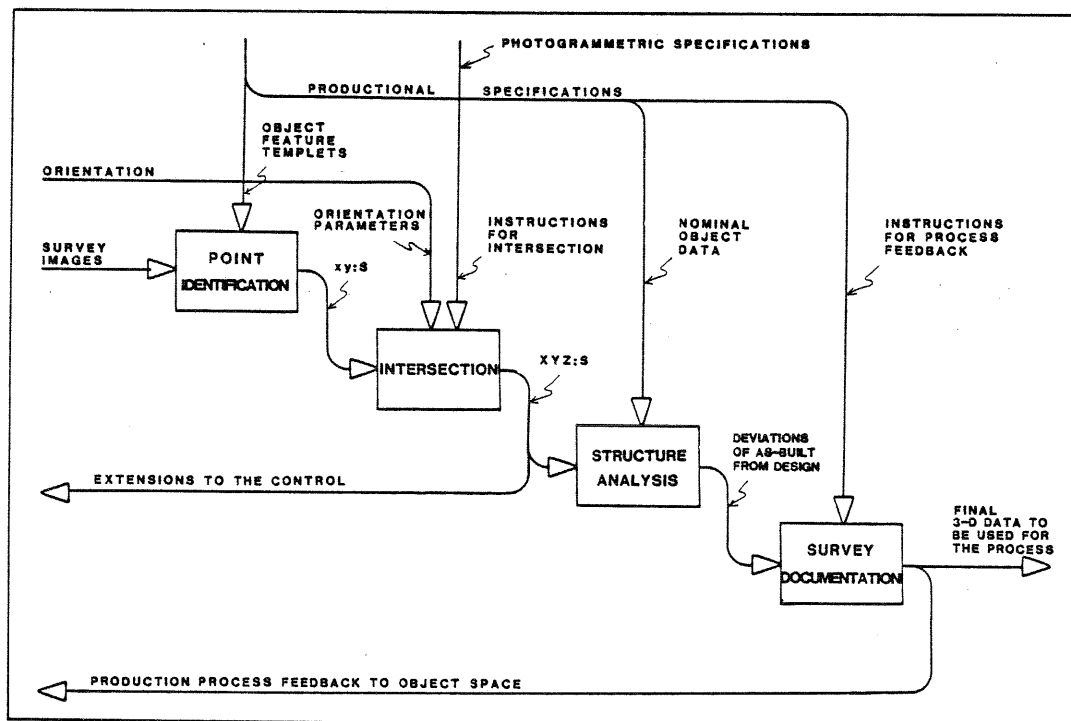 PHOTOGRAMMETRIC SPECIFICATIONS
PRODUCTIONAL SPECIFICATIONS
OBJECT
FEATURE
TEMPLETS
ORIENTATION
ORIENTATION
PARAMETERS
INSTRUCTIONS
FOR
INTERSECTION
NOMINAL
OBJECT
DATA
INSTRUCTIONS
FOR PROCESS
FEEDBACK
SURVEY
IMAGES
POINT
IDENTIFICATION
xy:S
INTERSECTION
XYZ:S
STRUCTURE
ANALYSIS
DEVIATIONS
OF AS-BUILT
FROM DESIGN
EXTENSIONS TO THE CONTROL
SURVEY
DOCUMENTATION
FINAL
3-D DATA TO
BE USED FOR
THE PROCESS
PRODUCTION PROCESS FEEDBACK TO OBJECT SPACE